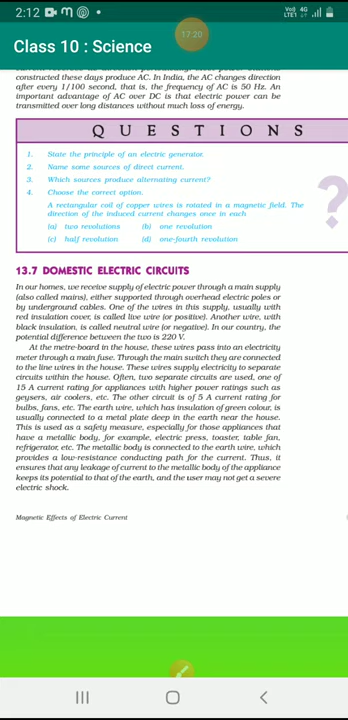 2:12
Vo)) 4G
LTE1
17:20
Class 10 : Science
constructed these days produce AC. In India, the AC changes direction
after every 1/100 second, that is, the frequency of AC is 50 Hz. An
important advantage of AC over DC is that electric power can be
transmitted over long distances without much loss of energy.
QUESTIONS
1. State the principle of an electric generator.
2. Name some sources of direct current.
3. Which sources produce alternating current?
4. Choose the correct option.
A rectangular coil of copper wires is rotated in a magnetic field. The
direction of the induced current changes once in each
(a) two revolutions (b) one revolution
(c) half revolution (d) one-fourth revolution
?
13.7 DOMESTIC ELECTRIC CIRCUITS
In our homes, we receive supply of electric power through a main supply
(also called mains), either supported through overhead electric poles or
by underground cables. One of the wires in this supply, usually with
red insulation cover, is called live wire (or positive). Another wire, with
black insulation, is called neutral wire (or negative). In our country, the
potential difference between the two is 220 V.
At the metre-board in the house, these wires pass into an electricity
meter through a main fuse. Through the main switch they are connected
to the line wires in the house. These wires supply electricity to separate
circuits within the house. Often, two separate circuits are used, one of
15 A current rating for appliances with higher power ratings such as
geysers, air coolers, etc. The other circuit is of 5 A current rating for
bulbs, fans, etc. The earth wire, which has insulation of green colour, is
usually connected to a metal plate deep in the earth near the house.
This is used as a safety measure, especially for those appliances that
have a metallic body, for example, electric press, toaster, table fan,
refrigerator, etc. The metallic body is connected to the earth wire, which
provides a low-resistance conducting path for the current. Thus, it
ensures that any leakage of current to the metallic body of the appliance
keeps its potential to that of the earth, and the user may not get a severe
electric shock.
Magnetic Effects of Electric Current